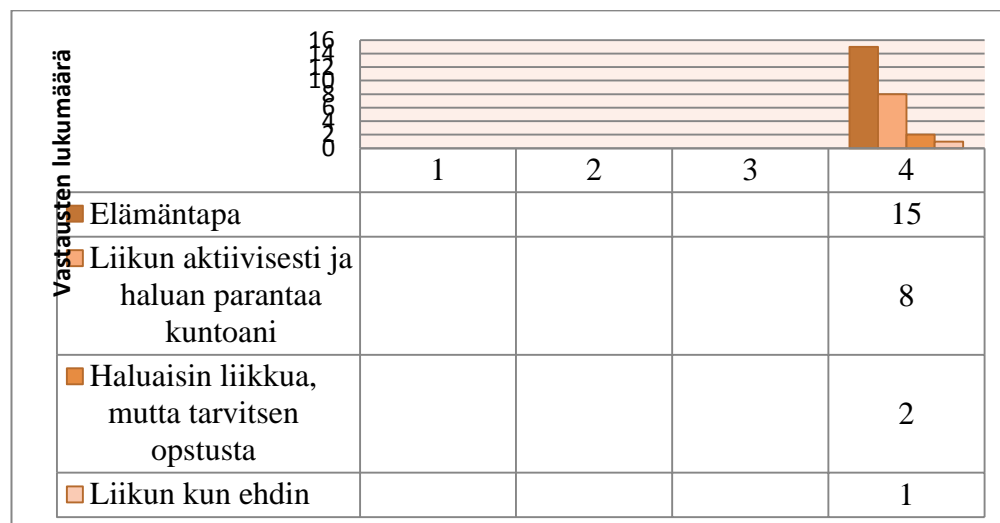 Vastausten lukumäärä
16
14
12
10
8
6
4
2
0
1 2 3 4
Elämäntapa 15
Liikun aktiivisesti ja
haluan parantaa 8
kuntoani
Haluaisin liikkua,
mutta tarvitsen 2
opstusta
Liikun kun ehdin 1